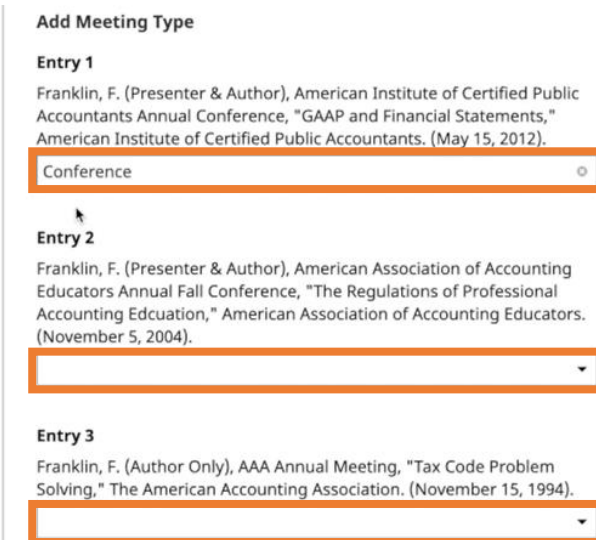 Add Meeting Type
Entry 1
Franklin, F. (Presenter & Author), American Institute of Certified Public
Accountants Annual Conference, "GAAP and Financial Statements,"
American Institute of Certified Public Accountants. (May 15, 2012).
Conference
Entry 2
Franklin, F. (Presenter & Author), American Association of Accounting
Educators Annual Fall Conference, "The Regulations of Professional
Accounting Edcuation," American Association of Accounting Educators.
(November 5, 2004).
Entry 3
Franklin, F. (Author Only), AAA Annual Meeting, "Tax Code Problem
Solving," The American Accounting Association. (November 15, 1994).